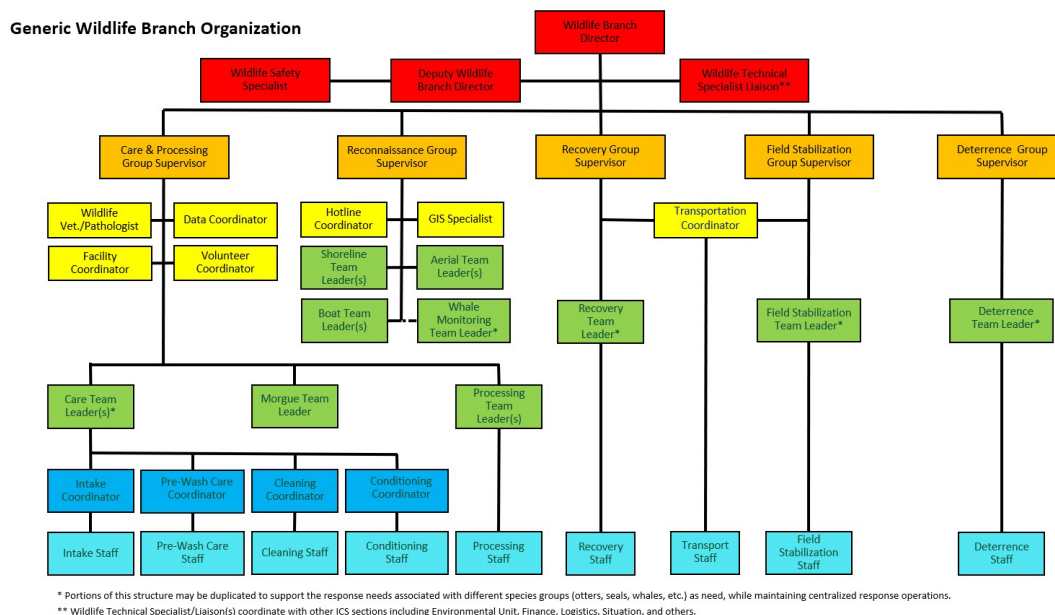 Generic Wildlife Branch Organization
Wildlife Branch
Director
Wildlife Safety
Specialist
Deputy Wildlife
Branch Director
Wildlife Technical
Specialist Liaison**
Care & Processing
Group Supervisor
Reconnaissance Group
Supervisor
Recovery Group
Supervisor
Field Stabilization
Group Supervisor
Deterrence Group
Supervisor
Wildlife
Vet./Pathologist
Data Coordinator
Hotline
Coordinator
GIS Specialist
Transportation
Coordinator
Facility
Coordinator
Volunteer
Coordinator
Shoreline
Team
Leader(s)
Aerial Team
Leader(s)
Boat Team
Leader(s)
Whale
Monitoring
Team Leader*
Recovery
Team
Leader*
Field Stabilization
Team Leader*
Deterrence
Team Leader*
Care Team
Leader(s)*
Morgue Team
Leader
Processing
Team
Leader(s)
Intake
Coordinator
Pre-Wash Care
Coordinator
Cleaning
Coordinator
Conditioning
Coordinator
Intake Staff
Pre-Wash Care
Staff
Cleaning Staff
Conditioning
Staff
Processing Staff
Recovery
Staff
Transport
Staff
Field
Stabilization
Staff
Deterrence Staff
* Portions of this structure may be duplicated to support the response needs associated with different species groups (otters, seals, whales, etc.) as need, while maintaining centralized response operations.
** Wildlife Technical Specialist/Liaison(s) coordinate with other ICS sections including Environmental Unit, Finance, Logistics, Situation, and others.